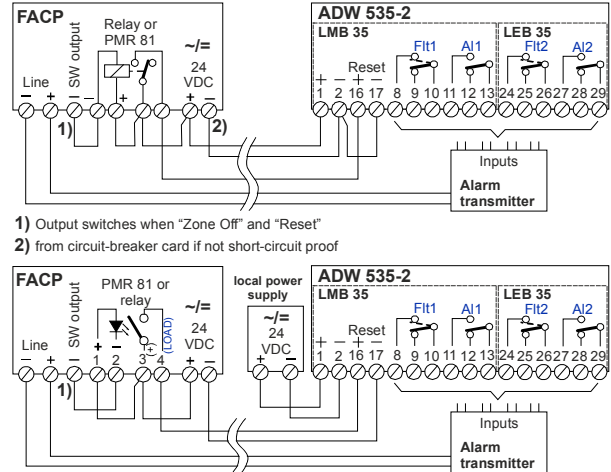 FACP
ADW 535-2
Relay or
PMR 81
LMB 35
LEB 35
SW output
~/=
24
VDC
Flt1
Al1
Flt2
Al2
Reset
Line
– + – – + + –
+ – + –
1 2 16 17 8 9 10 11 12 13 24 25 26 27 28 29
1)
2)
Inputs
Alarm
transmitter
1) Output switches when “Zone Off” and “Reset”
2) from circuit-breaker card if not short-circuit proof
FACP
ADW 535-2
PMR 81 or
relay
local power
supply
LMB 35
LEB 35
SW output
~/=
24
VDC
~/=
24
VDC
Flt1
Al1
Flt2
Al2
(LOAD)
Reset
Line
+ –
+ – + –
– + – 1 2 3 4 + –
+ –
1 2 16 17 8 9 10 11 12 13 24 25 26 27 28 29
1)
Inputs
Alarm
transmitter